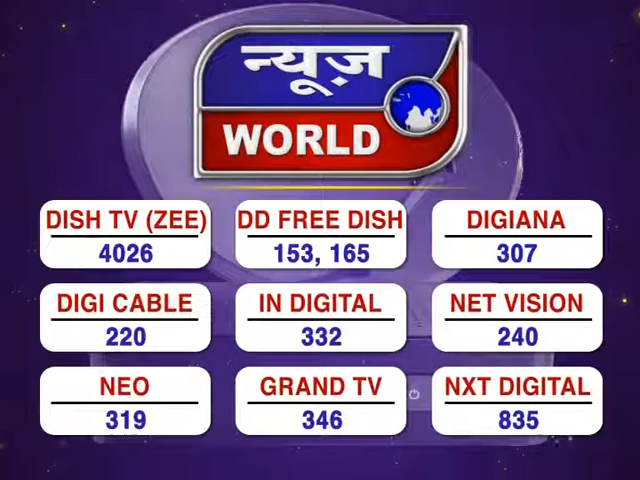 न्यूज़
WORLD
DISH TV (ZEE)
4026
DD FREE DISH
153, 165
DIGIANA
307
DIGI CABLE
220
IN DIGITAL
332
NET VISION
240
NEO
319
GRAND TV
346
NXT DIGITAL
835